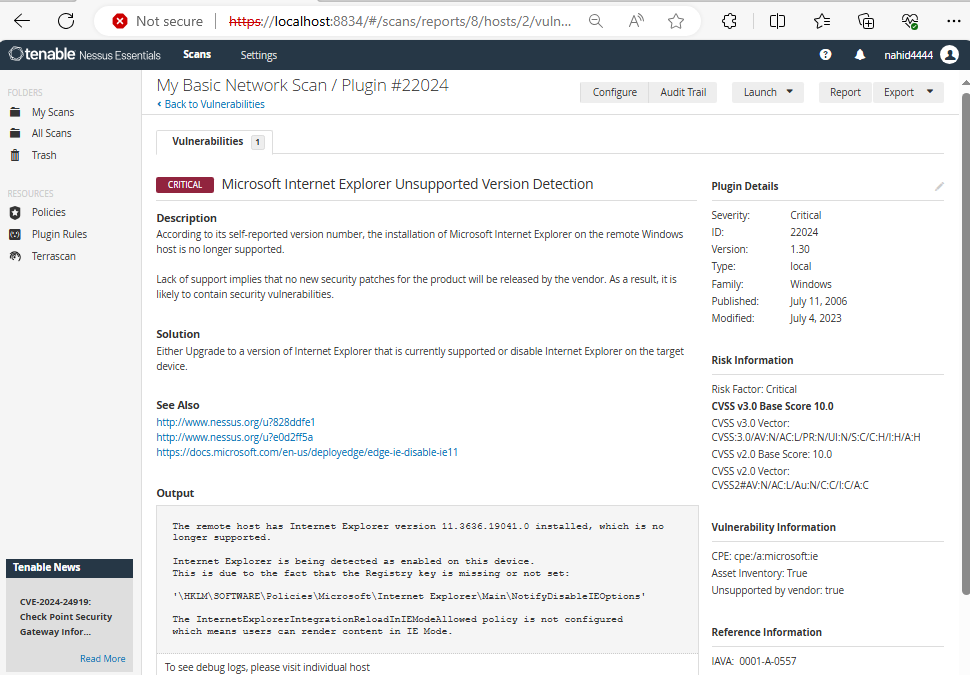 Not secure
https://localhost:8834/#/scans/reports/8/hosts/2/vuln...
tenable Nessus Essentials
Scans
Settings
nahid4444
FOLDERS
My Scans
All Scans
Trash
RESOURCES
Policies
Plugin Rules
Terrascan
Tenable News
CVE-2024-24919:
Check Point Security
Gateway Infor...
Read More
My Basic Network Scan / Plugin #22024
Back to Vulnerabilities
Configure
Audit Trail
Launch
Report
Export
Vulnerabilities 1
CRITICAL Microsoft Internet Explorer Unsupported Version Detection
Description
According to its self-reported version number, the installation of Microsoft Internet Explorer on the remote Windows
host is no longer supported.
Lack of support implies that no new security patches for the product will be released by the vendor. As a result, it is
likely to contain security vulnerabilities.
Solution
Either Upgrade to a version of Internet Explorer that is currently supported or disable Internet Explorer on the target
device.
See Also
http://www.nessus.org/u?828ddfe1
http://www.nessus.org/u?e0d2ff5a
https://docs.microsoft.com/en-us/deployedge/edge-ie-disable-ie11
Output
The remote host has Internet Explorer version 11.3636.19041.0 installed, which is no
longer supported.
Internet Explorer is being detected as enabled on this device.
This is due to the fact that the Registry key is missing or not set:
'\HKLM\SOFTWARE\Policies\Microsoft\Internet Explorer\Main\NotifyDisableIEOptions'
The InternetExplorerIntegrationReloadInIEModeAllowed policy is not configured
which means users can render content in IE Mode.
To see debug logs, please visit individual host
Plugin Details
Severity: Critical
ID: 22024
Version: 1.30
Type: local
Family: Windows
Published: July 11, 2006
Modified: July 4, 2023
Risk Information
Risk Factor: Critical
CVSS v3.0 Base Score 10.0
CVSS v3.0 Vector:
CVSS:3.0/AV:N/AC:L/PR:N/UI:N/S:C/C:H/I:H/A:H
CVSS v2.0 Base Score: 10.0
CVSS v2.0 Vector:
CVSS2#AV:N/AC:L/Au:N/C:C/I:C/A:C
Vulnerability Information
CPE: cpe:/a:microsoft:ie
Asset Inventory: True
Unsupported by vendor: true
Reference Information
IAVA: 0001-A-0557